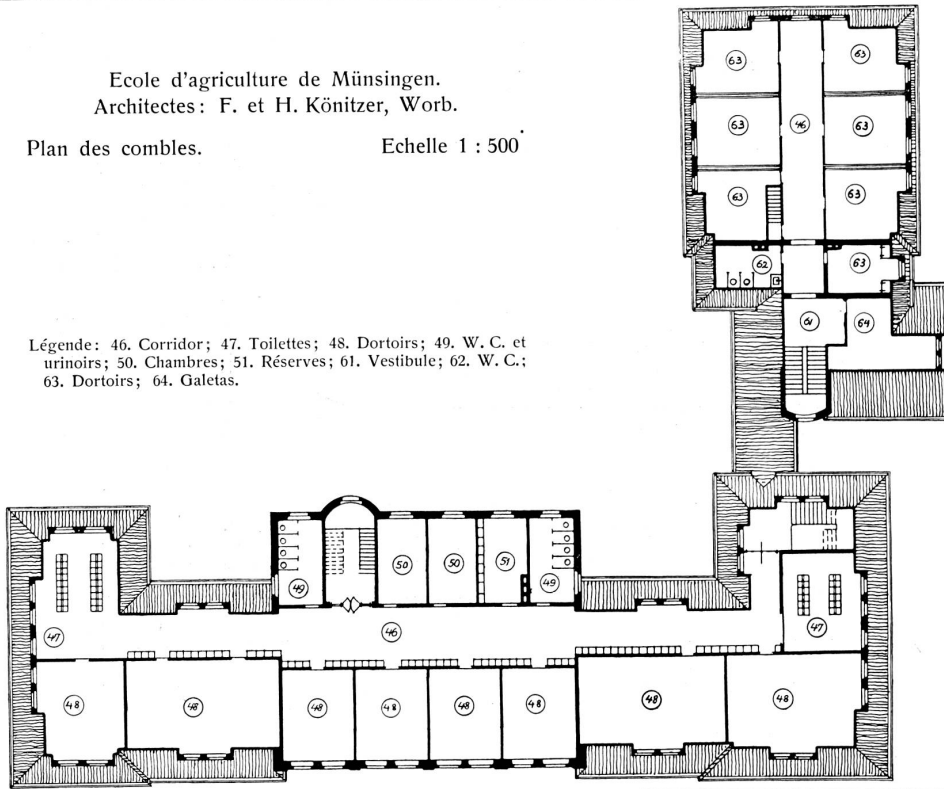 Ecole d'agriculture de Münsingen.
Architectes: F. et H. Könitzer, Worb.
Plan des combles. Echelle 1 : 500
Légende: 46. Corridor; 47. Toilettes; 48. Dortoirs; 49. W. C. et
urinoirs; 50. Chambres; 51. Réserves; 61. Vestibule; 62. W. C.;
63. Dortoirs; 64. Galetas.
63 63
63 46 63
63 63
62 63
61 64
49 50 50 51 49
47 46 47
48 48 48 48 48 48 48 48